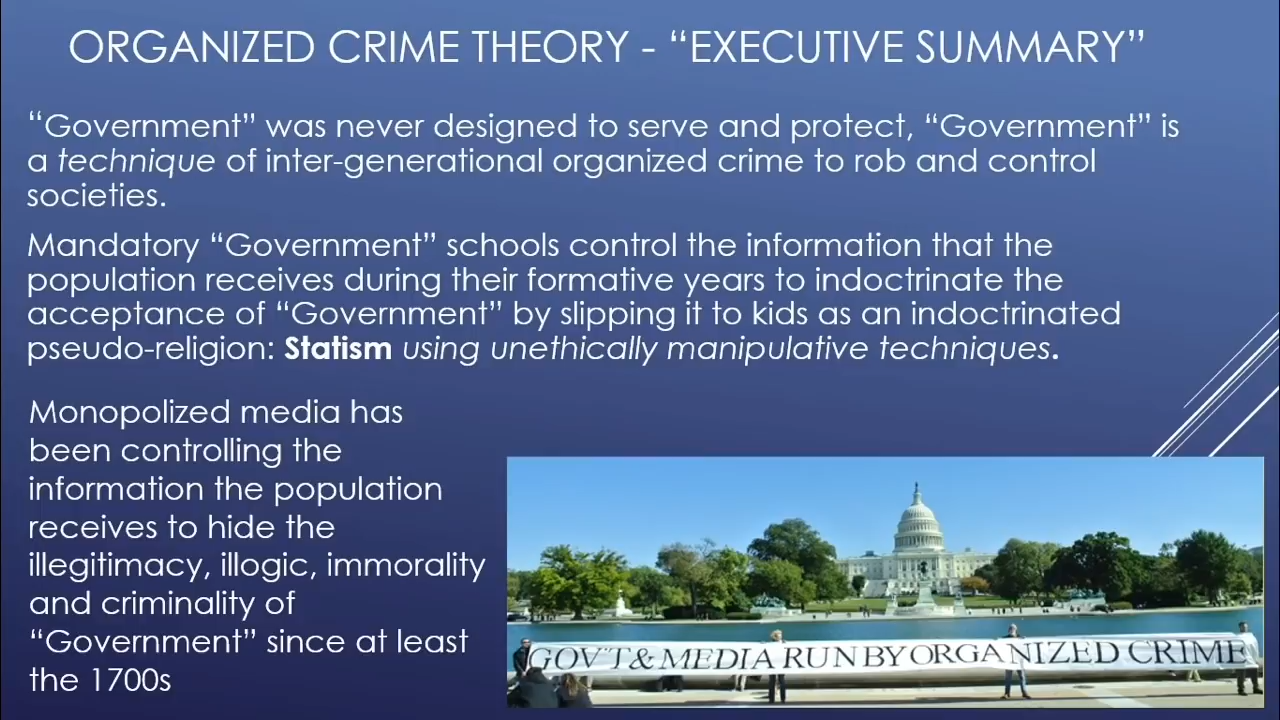 ORGANIZED CRIME THEORY - “EXECUTIVE SUMMARY”
“Government” was never designed to serve and protect, “Government” is
a technique of inter-generational organized crime to rob and control
societies.
Mandatory “Government” schools control the information that the
population receives during their formative years to indoctrinate the
acceptance of “Government” by slipping it to kids as an indoctrinated
pseudo-religion: Statism using unethically manipulative techniques.
Monopolized media has
been controlling the
information the population
receives to hide the
illegitimacy, illogic, immorality
and criminality of
“Government” since at least
the 1700s
GOV'T & MEDIA RUN BY ORGANIZED CRIME